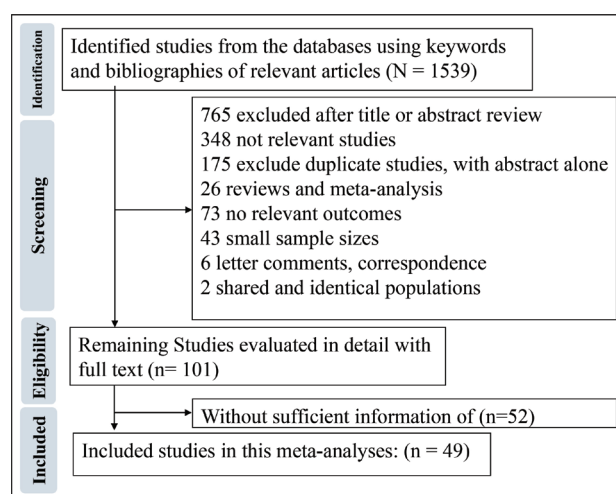 Identification
Identified studies from the databases using keywords
and bibliographies of relevant articles (N = 1539)
Screening
765 excluded after title or abstract review
348 not relevant studies
175 exclude duplicate studies, with abstract alone
26 reviews and meta-analysis
73 no relevant outcomes
43 small sample sizes
6 letter comments, correspondence
2 shared and identical populations
Eligibility
Remaining Studies evaluated in detail with
full text (n= 101)
Without sufficient information of (n=52)
Included
Included studies in this meta-analyses: (n = 49)